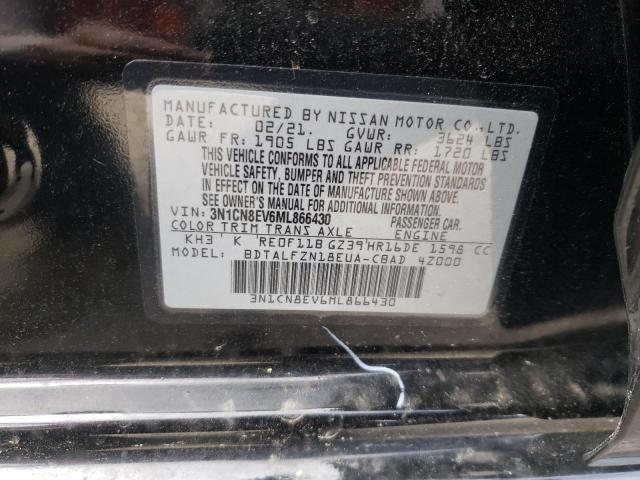 MANUFACTURED BY NISSAN MOTOR CO., LTD.
DATE: 02/21. GVWR: 3624 LBS
GAWR FR: 1905 LBS GAWR RR: 1720 LBS
THIS VEHICLE CONFORMS TO ALL APPLICABLE FEDERAL MOTOR
VEHICLE SAFETY, BUMPER AND THEFT PREVENTION STANDARDS
IN EFFECT ON THE DATE OF MANUFACTURE SHOWN ABOVE.
SEE OWNER'S MANUAL FOR ADDITIONAL INFORMATION
VIN: 3N1CN8EV6ML866430 PASSENGER CAR.
COLOR TRIM TRANS AXLE ENGINE
KH3 K RE0F11B GZ39 HR16DE 1598 CC
MODEL: BDTALFZN18EUA-CBAD 4Z000
3N1CN8EV6ML866430